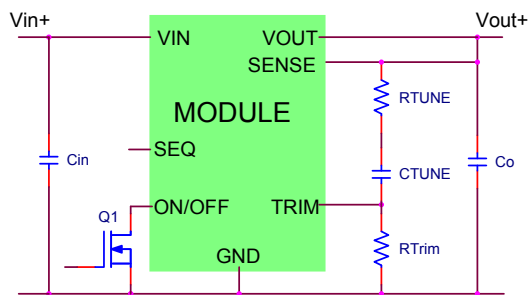 Vin+
Vout+
VIN
VOUT
SENSE
RTUNE
MODULE
Cin
SEQ
CTUNE
Co
Q1
ON/OFF
TRIM
RTrim
GND